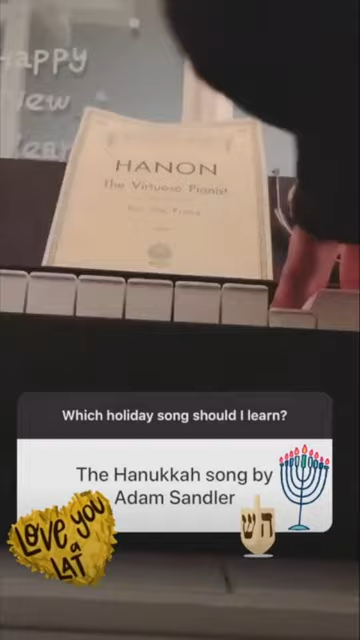 Happy
New
Year
HANON
The Virtuoso Pianist
Which holiday song should I learn?
The Hanukkah song by
Adam Sandler
LOVE YOU
a
LAT
ש ה